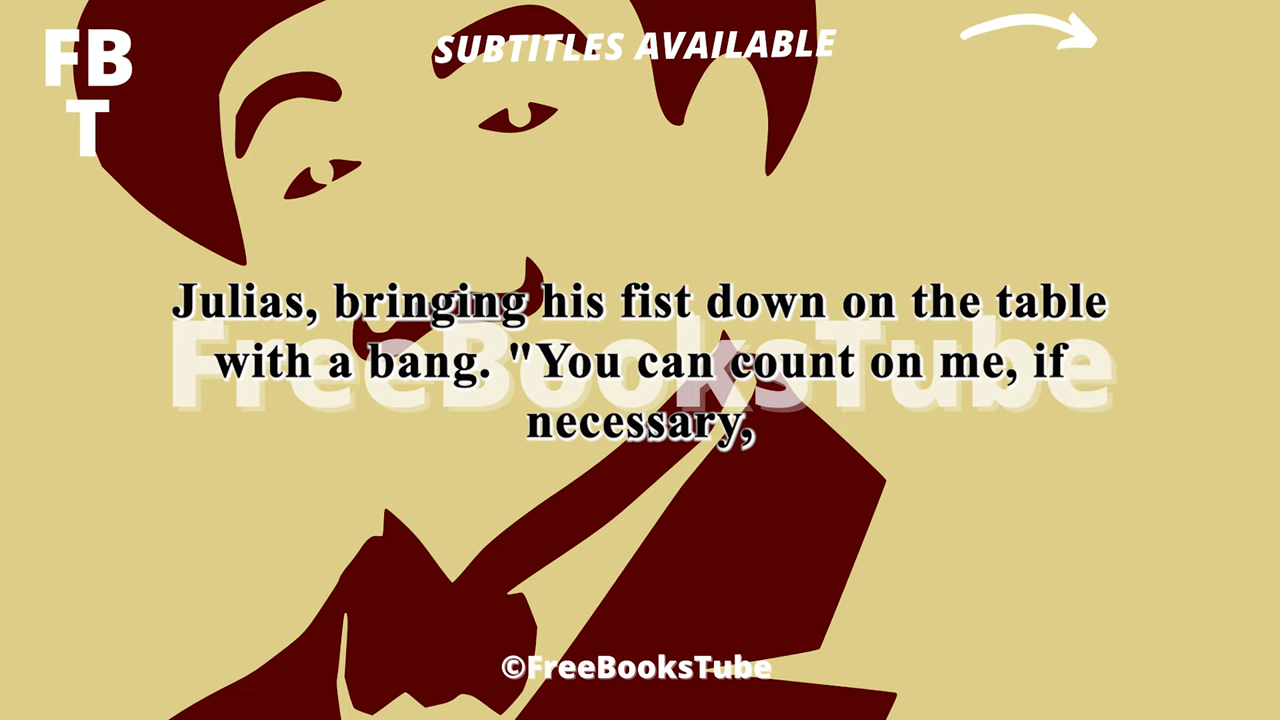 FB
T
SUBTITLES AVAILABLE
Julias, bringing his fist down on the table
with a bang. "You can count on me, if
necessary,
FreeBooksTube
©FreeBooksTube